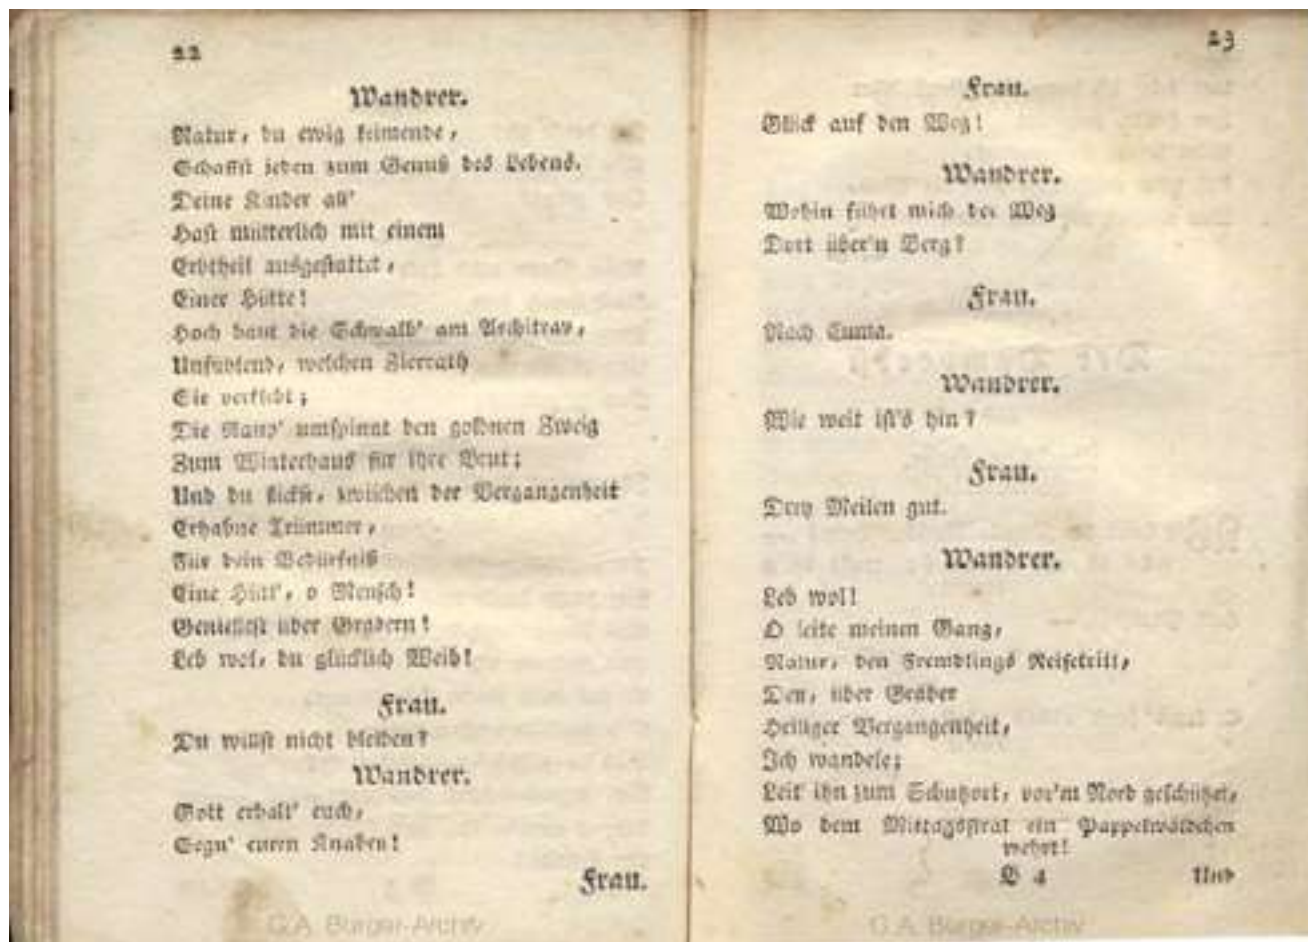 22
Wandrer.
Natur, du ewig keimende,
Schaffst jeden zum Genuß des Lebens.
Deine Kinder all'
Hast mütterlich mit einem
Erbtheil ausgestattet,
Einer Hütte!
Hoch baut die Schwalb' am Architrav,
Unfühlend, welchen Zierrath
Sie verklebt;
Die Raup' umspinnt den goldnen Zweig
Zum Winterhaus für ihre Brut;
Und du flickst, zwischen der Vergangenheit
Erhabne Trümmer,
Für dein Bedürfniß
Eine Hütt', o Mensch!
Genießest über Gräbern!
Leb wol, du glücklich Weib!
Frau.
Du willst nicht bleiben?
Wandrer.
Gott erhalt' euch,
Segn' euren Knaben!
Frau.
23
Frau.
Glück auf den Weg!
Wandrer.
Wohin führt mich der Weg
Dort über'n Berg?
Frau.
Nach Cuma.
Wandrer.
Wie weit ist's hin?
Frau.
Drey Meilen gut.
Wandrer.
Leb wol!
O leite meinen Gang,
Natur, den Fremdlings Reisetritt,
Den, über Gräber
Heiliger Vergangenheit,
Ich wandele;
Leit' ihn zum Schutzort, vor'm Nord geschützet,
Wo dem Mittagsstral ein Pappelwäldchen
wehrt!
B 4 Und
G.A. Bürger-Archiv
G.A. Bürger-Archiv